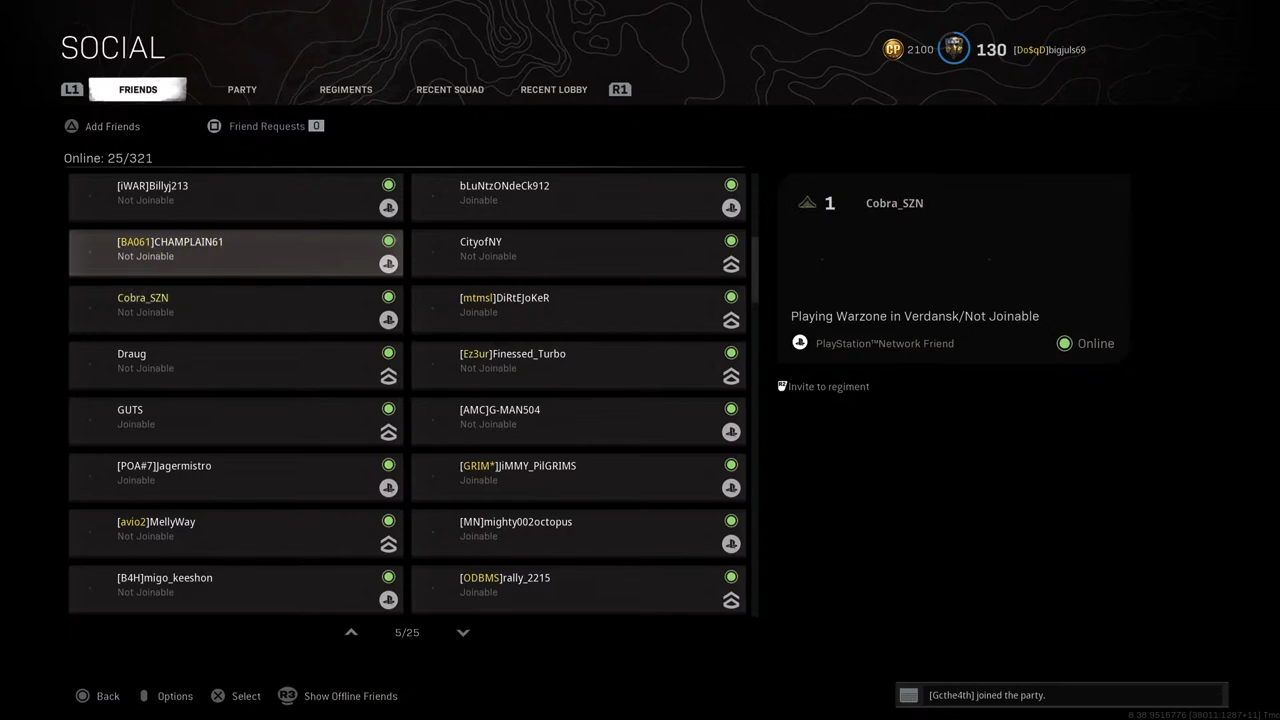 SOCIAL
CP 2100 130 [Do$qD]bigjuls69
L1 FRIENDS PARTY REGIMENTS RECENT SQUAD RECENT LOBBY R1
Add Friends Friend Requests 0
Online: 25/321
[iWAR]Billyj213
Not Joinable
bLuNtzONdeCk912
Joinable
[BA061]CHAMPLAIN61
Not Joinable
CityofNY
Not Joinable
Cobra_SZN
Not Joinable
[mtmsl]DiRtEJoKeR
Joinable
Draug
Not Joinable
[Ez3ur]Finessed_Turbo
Not Joinable
GUTS
Joinable
[AMC]G-MAN504
Not Joinable
[POA#7]Jagermistro
Joinable
[GRIM*]JiMMY_PilGRIMS
Joinable
[avio2]MellyWay
Not Joinable
[MN]mighty002octopus
Joinable
[B4H]migo_keeshon
Not Joinable
[ODBMS]rally_2215
Joinable
5/25
1 Cobra_SZN
Playing Warzone in Verdansk/Not Joinable
PlayStation™Network Friend Online
R2 Invite to regiment
Back Options Select R3 Show Offline Friends
[Gcthe4th] joined the party.